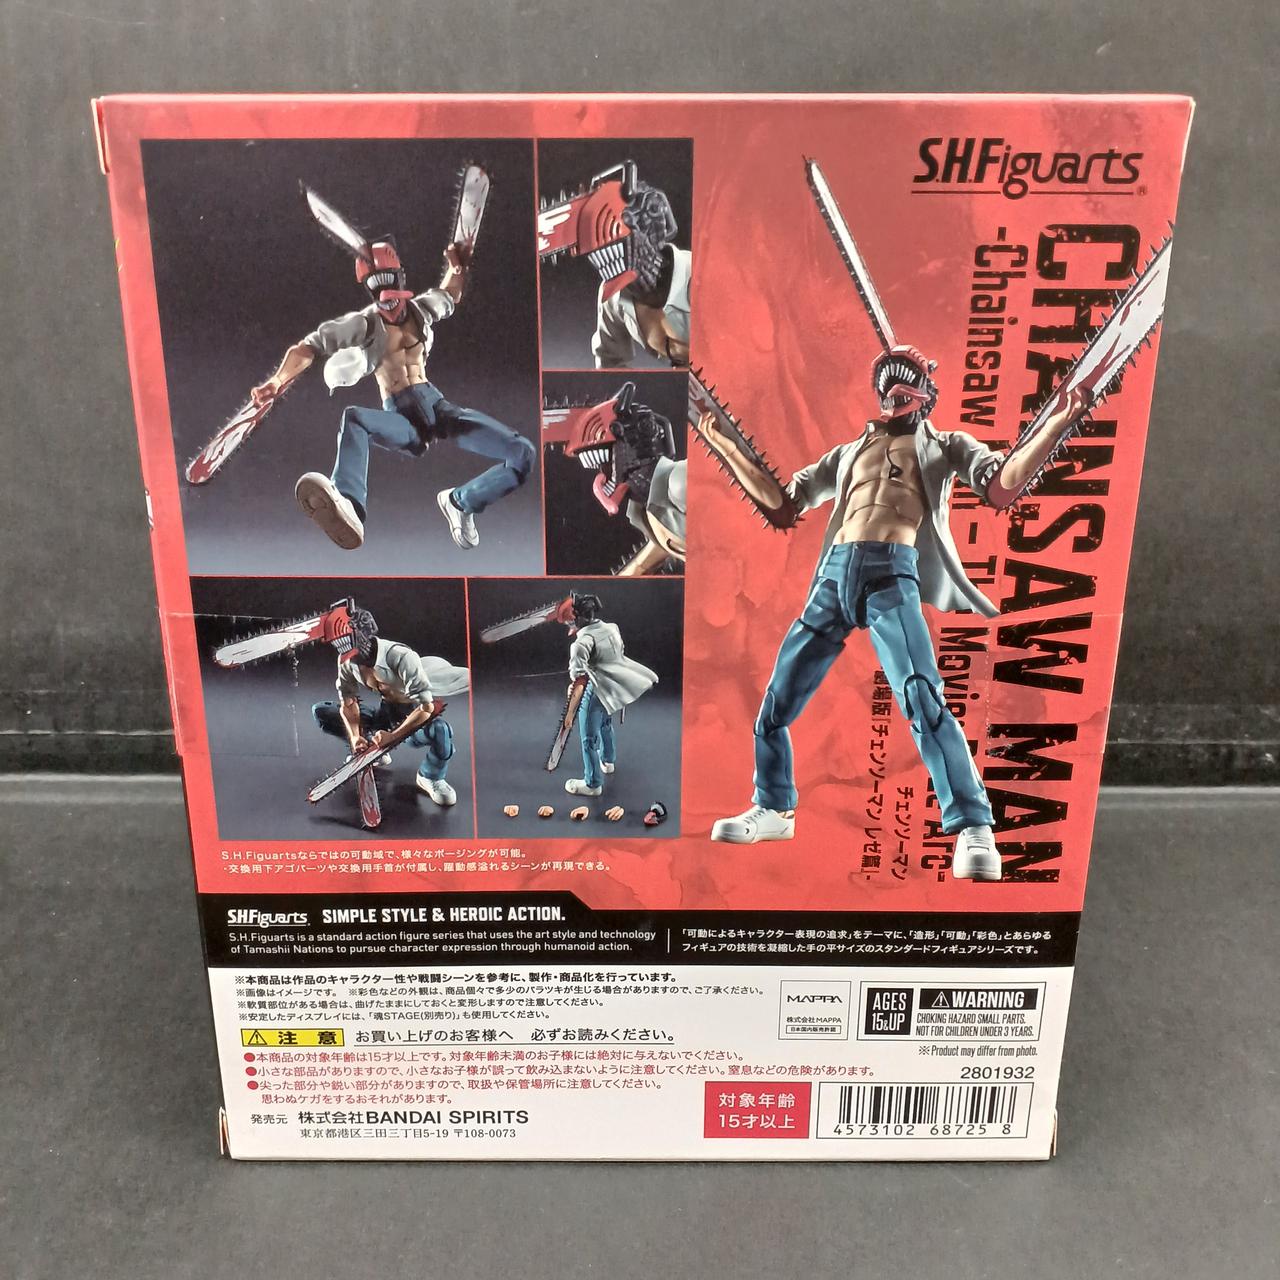 S.H.Figuarts
CHAINSAW MAN
-Chainsaw
- The Movie:
arc-
チェンソーマン
劇場版「チェンソーマン レゼ篇」-
S.H.Figuartsならではの可動域で、様々なポージングが可能。
・交換用下アゴパーツや交換用手首が付属し、躍動感溢れるシーンが再現できる。
S.H.Figuarts. SIMPLE STYLE & HEROIC ACTION.
S.H.Figuarts is a standard action figure series that uses the art style and technology
of Tamashii Nations to pursue character expression through humanoid action.
「可動によるキャラクター表現の追求」をテーマに、「造形」「可動」「彩色」とあらゆる
フィギュアの技術を凝縮した手の平サイズのスタンダードフィギュアシリーズです。
※本商品は作品のキャラクター性や戦闘シーンを参考に、製作・商品化を行っています。
※画像はイメージです。 ※彩色などの外観は、商品個々で多少のバラツキが生じる場合がありますので、ご了承ください。
※軟質部位がある場合は、曲げたままにしておくと変形しますので注意してください。
※安定したディスプレイには、「魂STAGE(別売り)」も使用してください。
注意 お買い上げのお客様へ 必ずお読みください。
●本商品の対象年齢は15才以上です。対象年齢未満のお子様には絶対に与えないでください。
●小さな部品がありますので、小さなお子様が誤って飲み込まないように注意してください。窒息などの危険があります。
●尖った部分や鋭い部分がありますので、取扱や保管場所に注意してください。
思わぬケガをするおそれがあります。
発売元 株式会社BANDAI SPIRITS
東京都港区三田三丁目5-19 〒108-0073
MAPPA
株式会社MAPPA
日本国内販売許諾
AGES
15&UP
WARNING
CHOKING HAZARD SMALL PARTS.
NOT FOR CHILDREN UNDER 3 YEARS.
※Product may differ from photo.
2801932
対象年齢
15才以上
4573102 68725 8